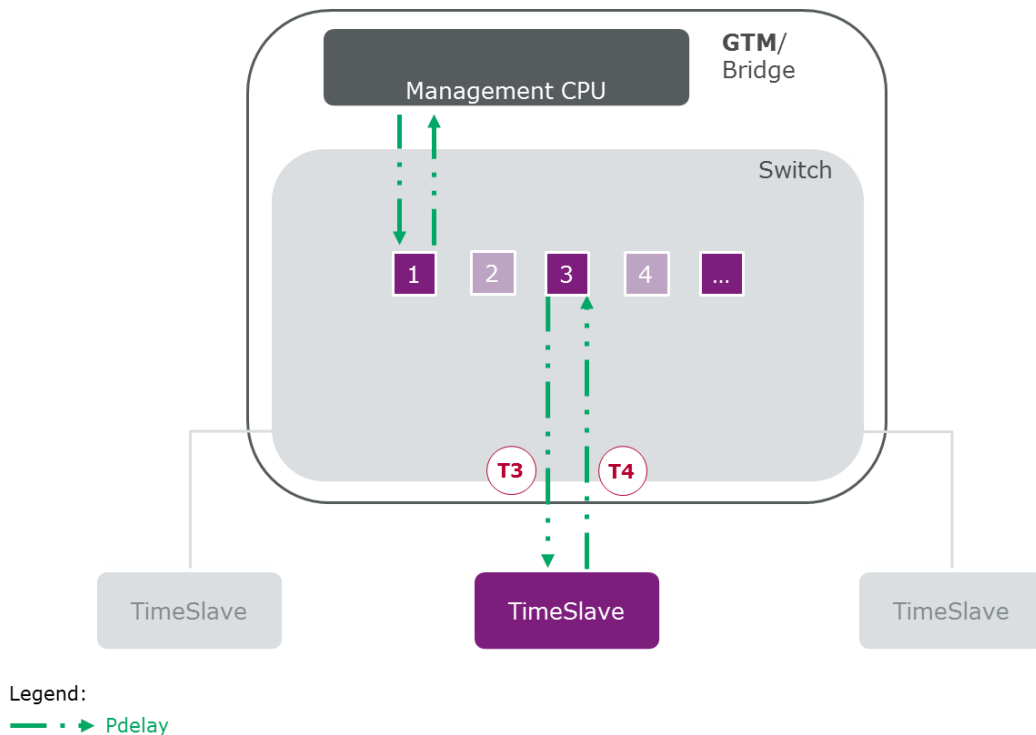 GTM/
Bridge
Management CPU
Switch
1
2
3
4
...
T3
T4
TimeSlave
TimeSlave
TimeSlave
Legend:
Pdelay